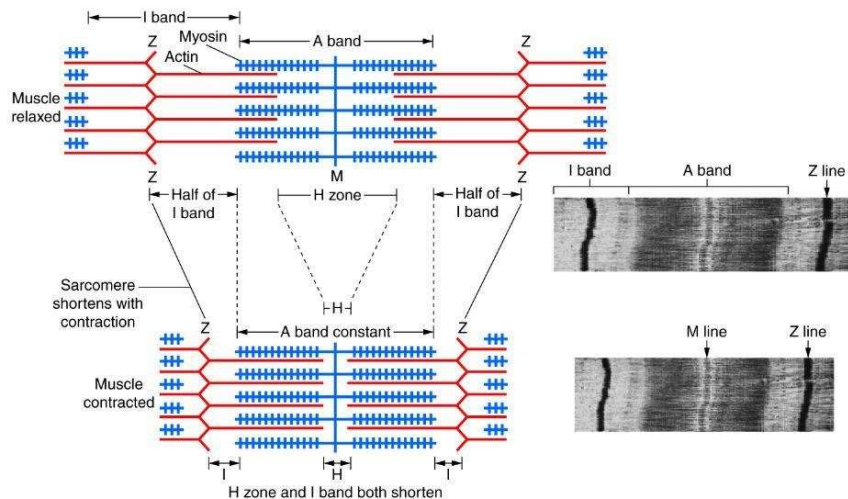 I band
Z
Myosin
A band
Z
Actin
Muscle
relaxed
Z
M
Z
Half of
I band
H zone
Half of
I band
I band
A band
Z line
Sarcomere
shortens with
contraction
H
Z
A band constant
Z
M line
Z line
Muscle
contracted
I
H
I
H zone and I band both shorten